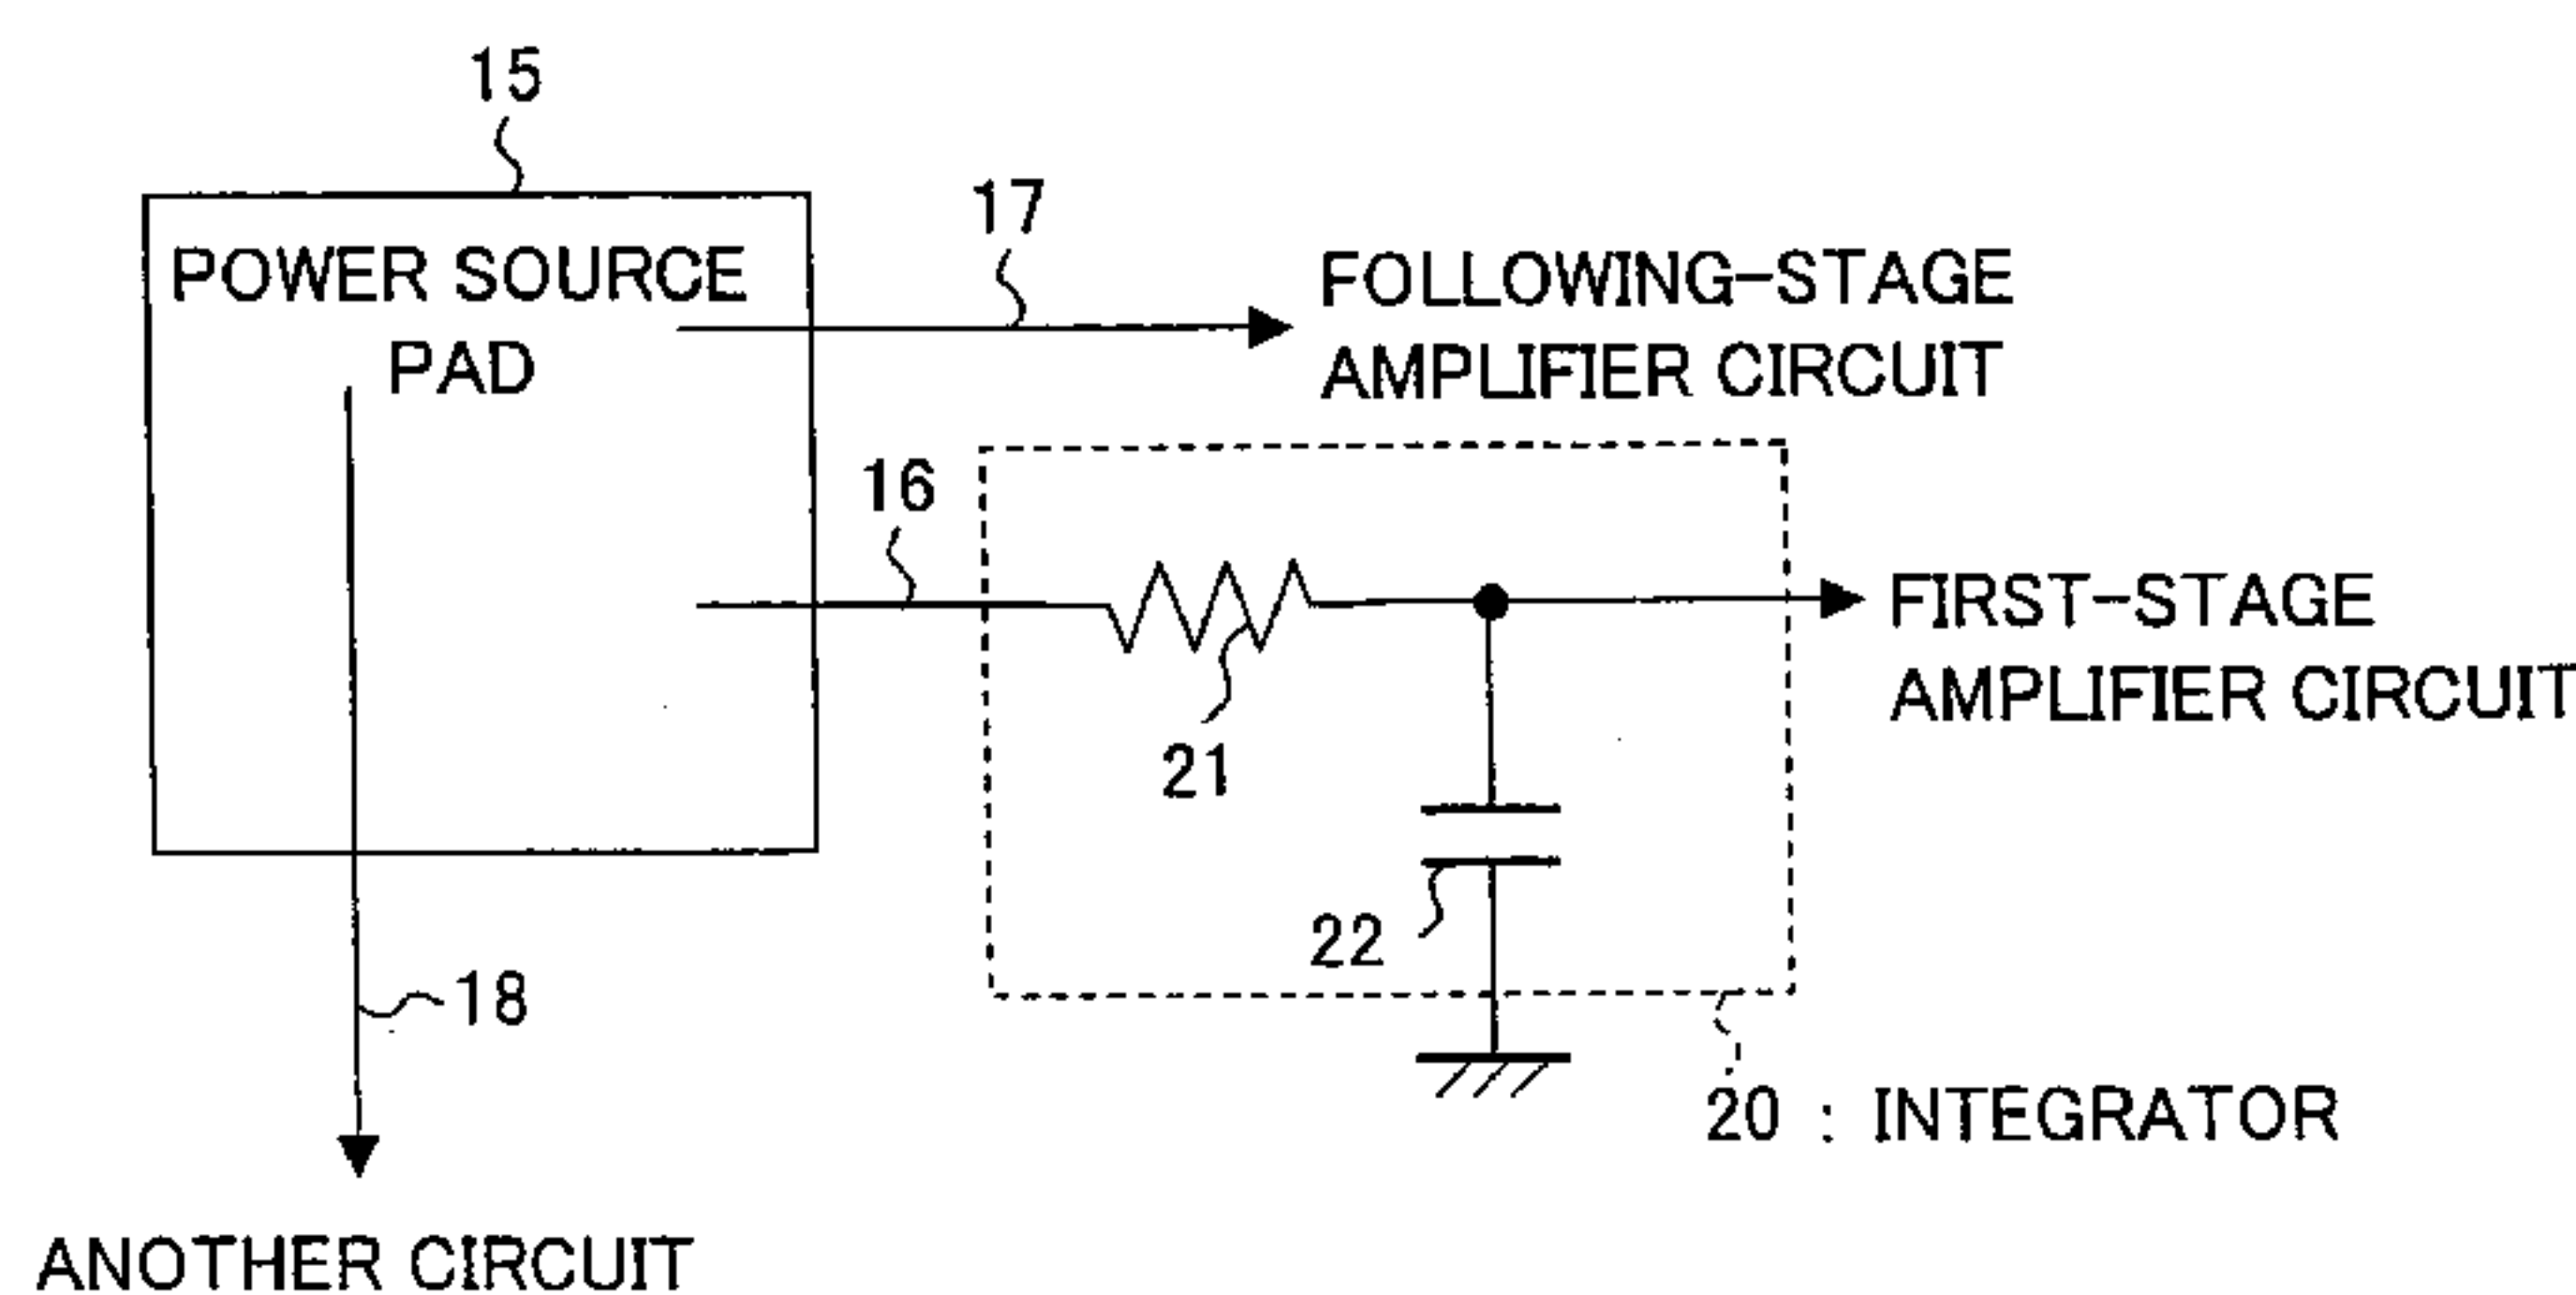 15
POWER SOURCE
PAD
17
FOLLOWING-STAGE
AMPLIFIER CIRCUIT
16
FIRST-STAGE
AMPLIFIER CIRCUIT
21
22
18
20 : INTEGRATOR
ANOTHER CIRCUIT